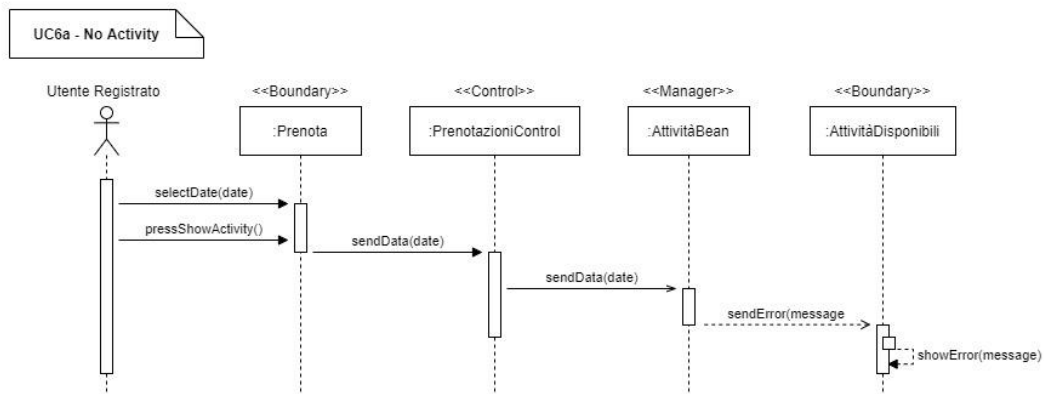 UC6a - No Activity
Utente Registrato
<<Boundary>>
<<Control>>
<<Manager>>
<<Boundary>>
:Prenota
:PrenotazioniControl
:AttivitàBean
:AttivitàDisponibili
selectDate(date)
pressShowActivity()
sendData(date)
sendData(date)
sendError(message
showError(message)